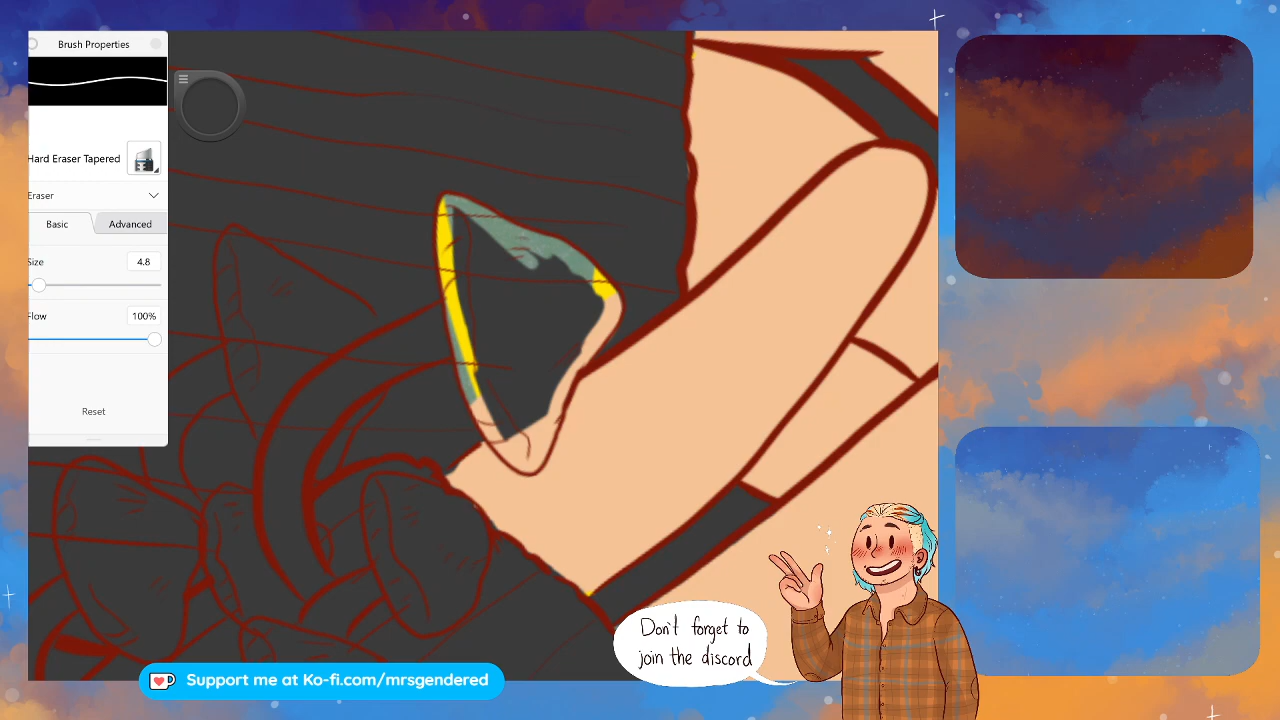 Brush Properties
Hard Eraser Tapered
Eraser
Basic
Advanced
Size
4.8
Flow
100%
Reset
Don't forget to
join the discord
Support me at Ko-fi.com/mrsgendered